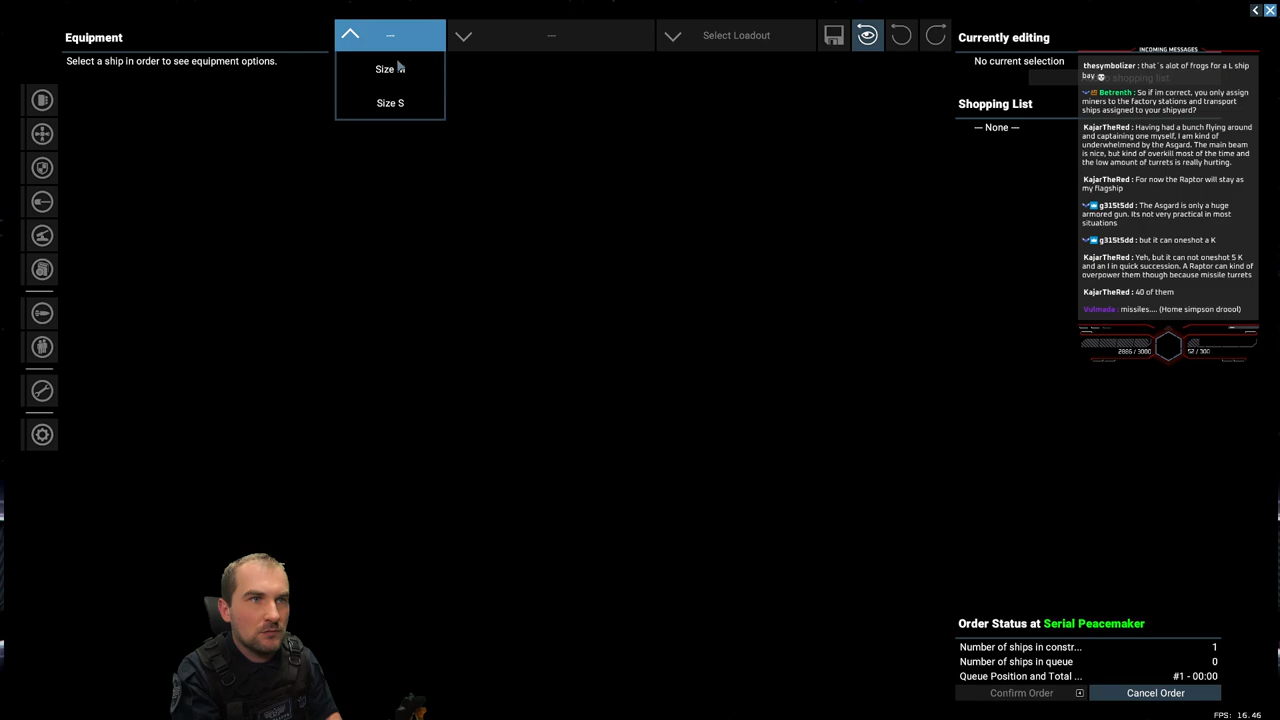 Equipment
Select a ship in order to see equipment options.
---
---
Select Loadout
Size
Size S
Currently editing
No current selection
shopping list
Shopping List
--- None ---
INCOMING MESSAGES
thesymbolizer : that´s alot of frogs for a L ship
bay
Betrenth : So if im correct, you only assign
miners to the factory stations and transport
ships assigned to your shipyard?
KajarTheRed : Having had a bunch flying around
and captaining one myself, I am kind of
underwhelmend by the Asgard. The main beam
is nice, but kind of overkill most of the time and
the low amount of turrets is really hurting.
KajarTheRed : For now the Raptor will stay as
my flagship
g315t5dd : The Asgard is only a huge
armored gun. Its not very practical in most
situations
g315t5dd : but it can oneshot a K
KajarTheRed : Yeh, but it can not oneshot 5 K
and an I in quick succession. A Raptor can kind of
overpower them though because missile turrets
KajarTheRed : 40 of them
Vulmada : missiles.... (Home simpson drool)
2866 / 3000
52 / 300
Order Status at Serial Peacemaker
Number of ships in constr... 1
Number of ships in queue 0
Queue Position and Total ... #1 - 00:00
Confirm Order
Cancel Order
FPS: 16.46